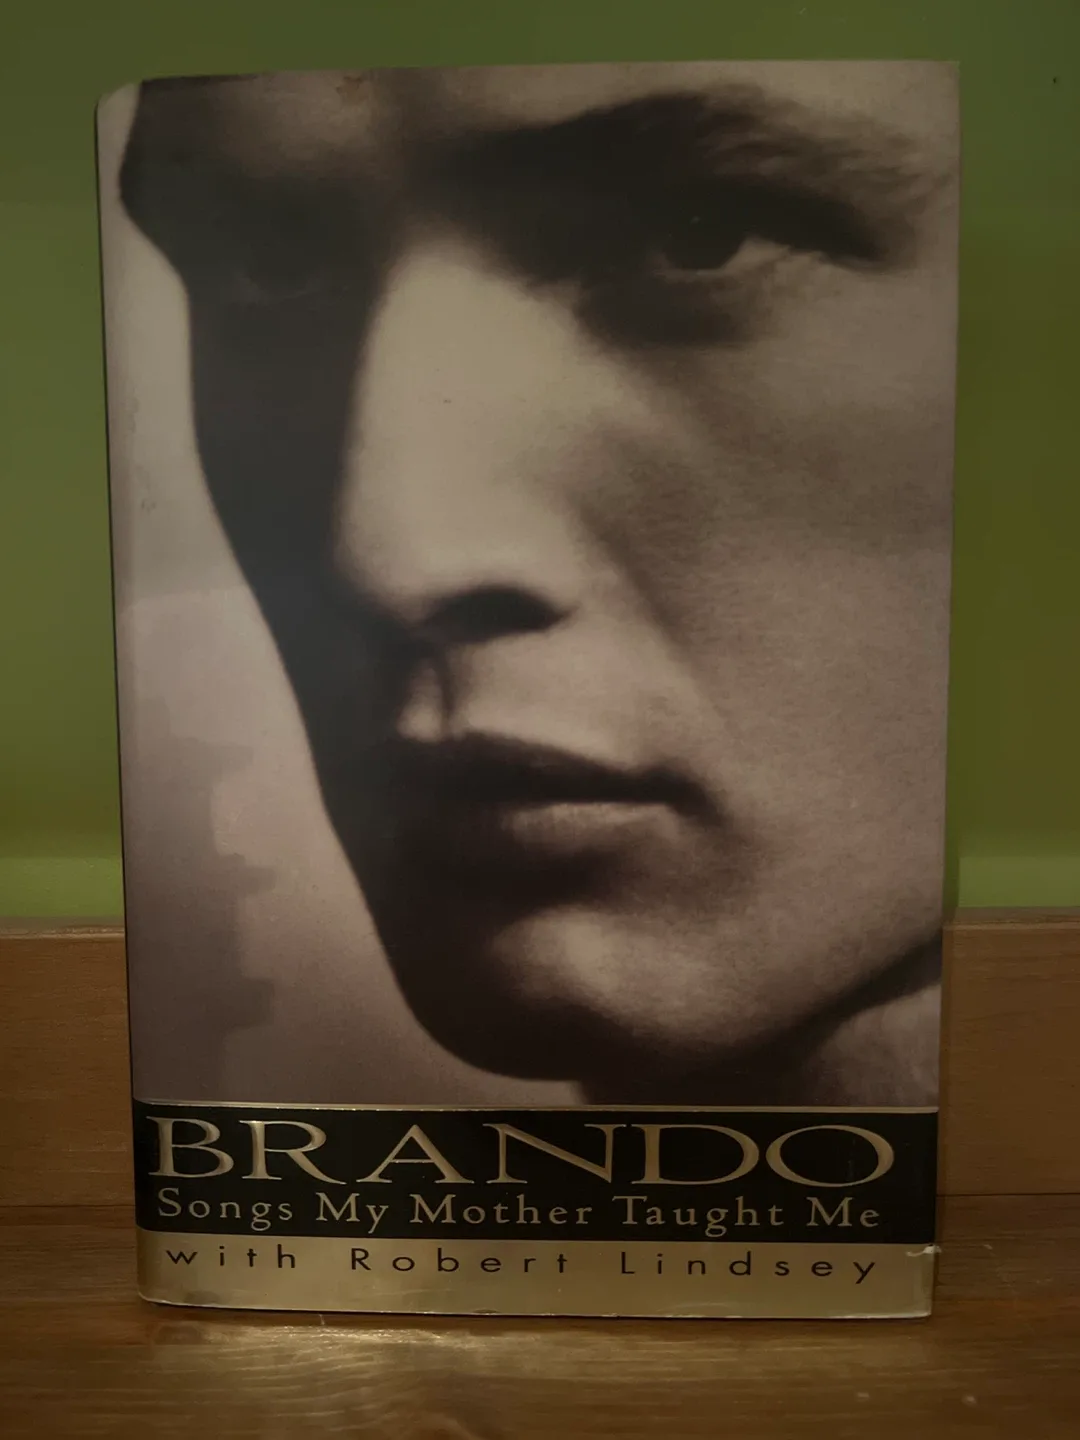 BRANDO
Songs My Mother Taught Me
with Robert Lindsey